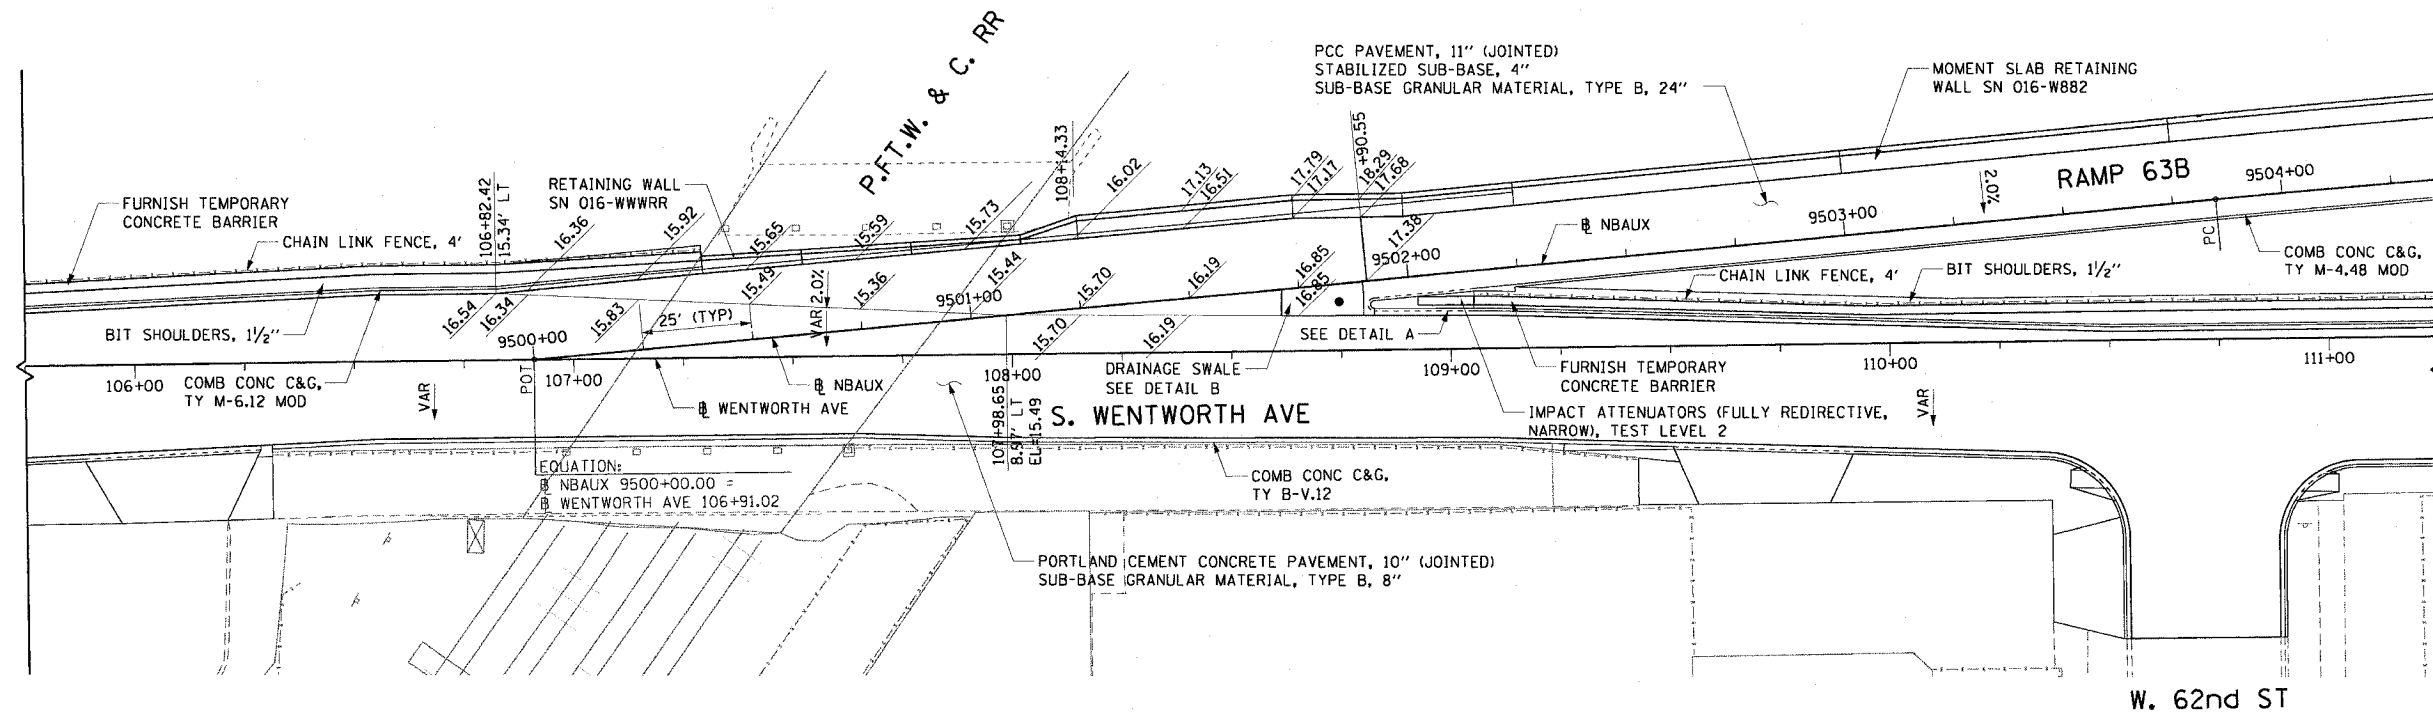 P.FT.W. & C. RR
PCC PAVEMENT, 11" (JOINTED)
STABILIZED SUB-BASE, 4"
SUB-BASE GRANULAR MATERIAL, TYPE B, 24"
MOMENT SLAB RETAINING
WALL SN 016-W882
FURNISH TEMPORARY
CONCRETE BARRIER
CHAIN LINK FENCE, 4'
106+82.42
15.34' LT
RETAINING WALL
SN 016-WWWRR
16.36
15.92
15.65
15.59
15.73
16.02
17.13
16.51
17.79
17.17
+90.55
18.29
17.68
17.38
RAMP 63B
2.0%
9504+00
9503+00
℄ NBAUX
9502+00
PC
COMB CONC C&G,
TY M-4.48 MOD
BIT SHOULDERS, 1½"
CHAIN LINK FENCE, 4'
BIT SHOULDERS, 1½"
16.54
16.34
15.83
25' (TYP)
15.49
VAR 2.0%
VAR
15.36
9501+00
15.44
15.70
16.19
16.85
16.85
9500+00
15.70
16.19
SEE DETAIL A
106+00
COMB CONC C&G,
TY M-6.12 MOD
VAR
POT
107+00
℄ NBAUX
℄ WENTWORTH AVE
108+00
107+98.65
EL=15.49
DRAINAGE SWALE
SEE DETAIL B
109+00
FURNISH TEMPORARY
CONCRETE BARRIER
110+00
111+00
S. WENTWORTH AVE
IMPACT ATTENUATORS (FULLY REDIRECTIVE,
NARROW), TEST LEVEL 2
VAR
EQUATION:
℄ NBAUX 9500+00.00 =
℄ WENTWORTH AVE 106+91.02
COMB CONC C&G,
TY B-V.12
PORTLAND CEMENT CONCRETE PAVEMENT, 10" (JOINTED)
SUB-BASE GRANULAR MATERIAL, TYPE B, 8"
W. 62nd ST